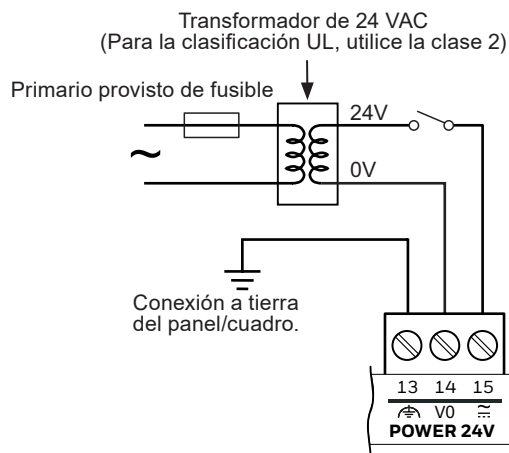 Transformador de 24 VAC
(Para la clasificación UL, utilice la clase 2)
Primario provisto de fusible
24V
~
0V
Conexión a tierra
del panel/cuadro.
13 14 15
V0
POWER 24V